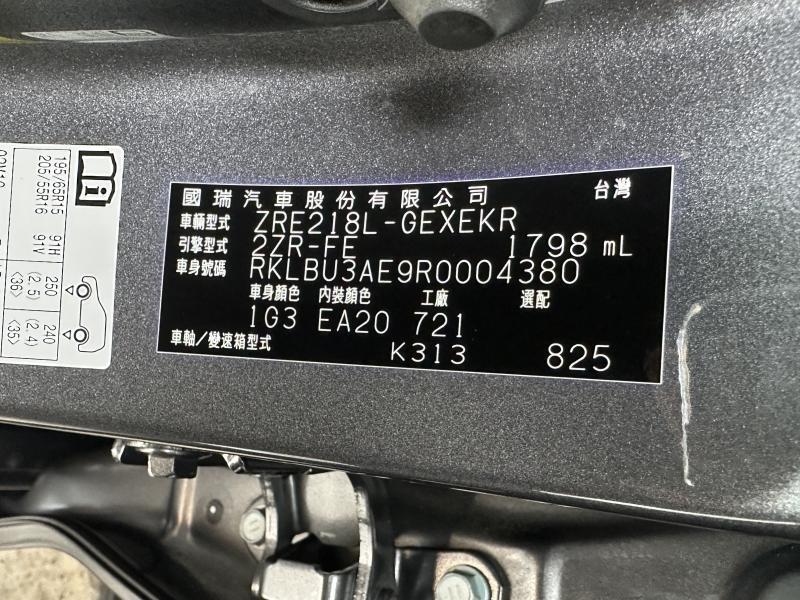 國瑞汽車股份有限公司 台灣
車輛型式 ZRE218L-GEXEKR
引擎型式 2ZR-FE 1798 mL
車身號碼 RKLBU3AE9R0004380
車身顏色 內裝顏色 工廠 選配
1G3 EA20 721
車軸/變速箱型式 K313 825
195/65R15 91H 250 (2.5) <36> 240 (2.4) <35>
205/55R16 91V